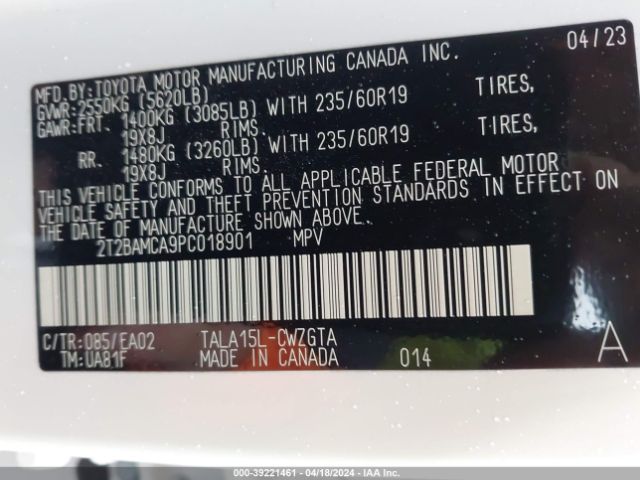 04/23
MFD.BY:TOYOTA MOTOR MANUFACTURING CANADA INC.
GVWR:2550KG (5620LB)
GAWR:FRT. 1400KG (3085LB) WITH 235/60R19 TIRES,
19X8J RIMS.
RR. 1480KG (3260LB) WITH 235/60R19 TIRES,
19X8J RIMS.
THIS VEHICLE CONFORMS TO ALL APPLICABLE FEDERAL MOTOR
VEHICLE SAFETY AND THEFT PREVENTION STANDARDS IN EFFECT ON
THE DATE OF MANUFACTURE SHOWN ABOVE.
2T2BAMCA9PC018901 MPV
C/TR:085/EA02 TALA15L-CWZGTA
TM:UA81F MADE IN CANADA 014 A
000-39221461 | 04/18/2024 | IAA Inc.